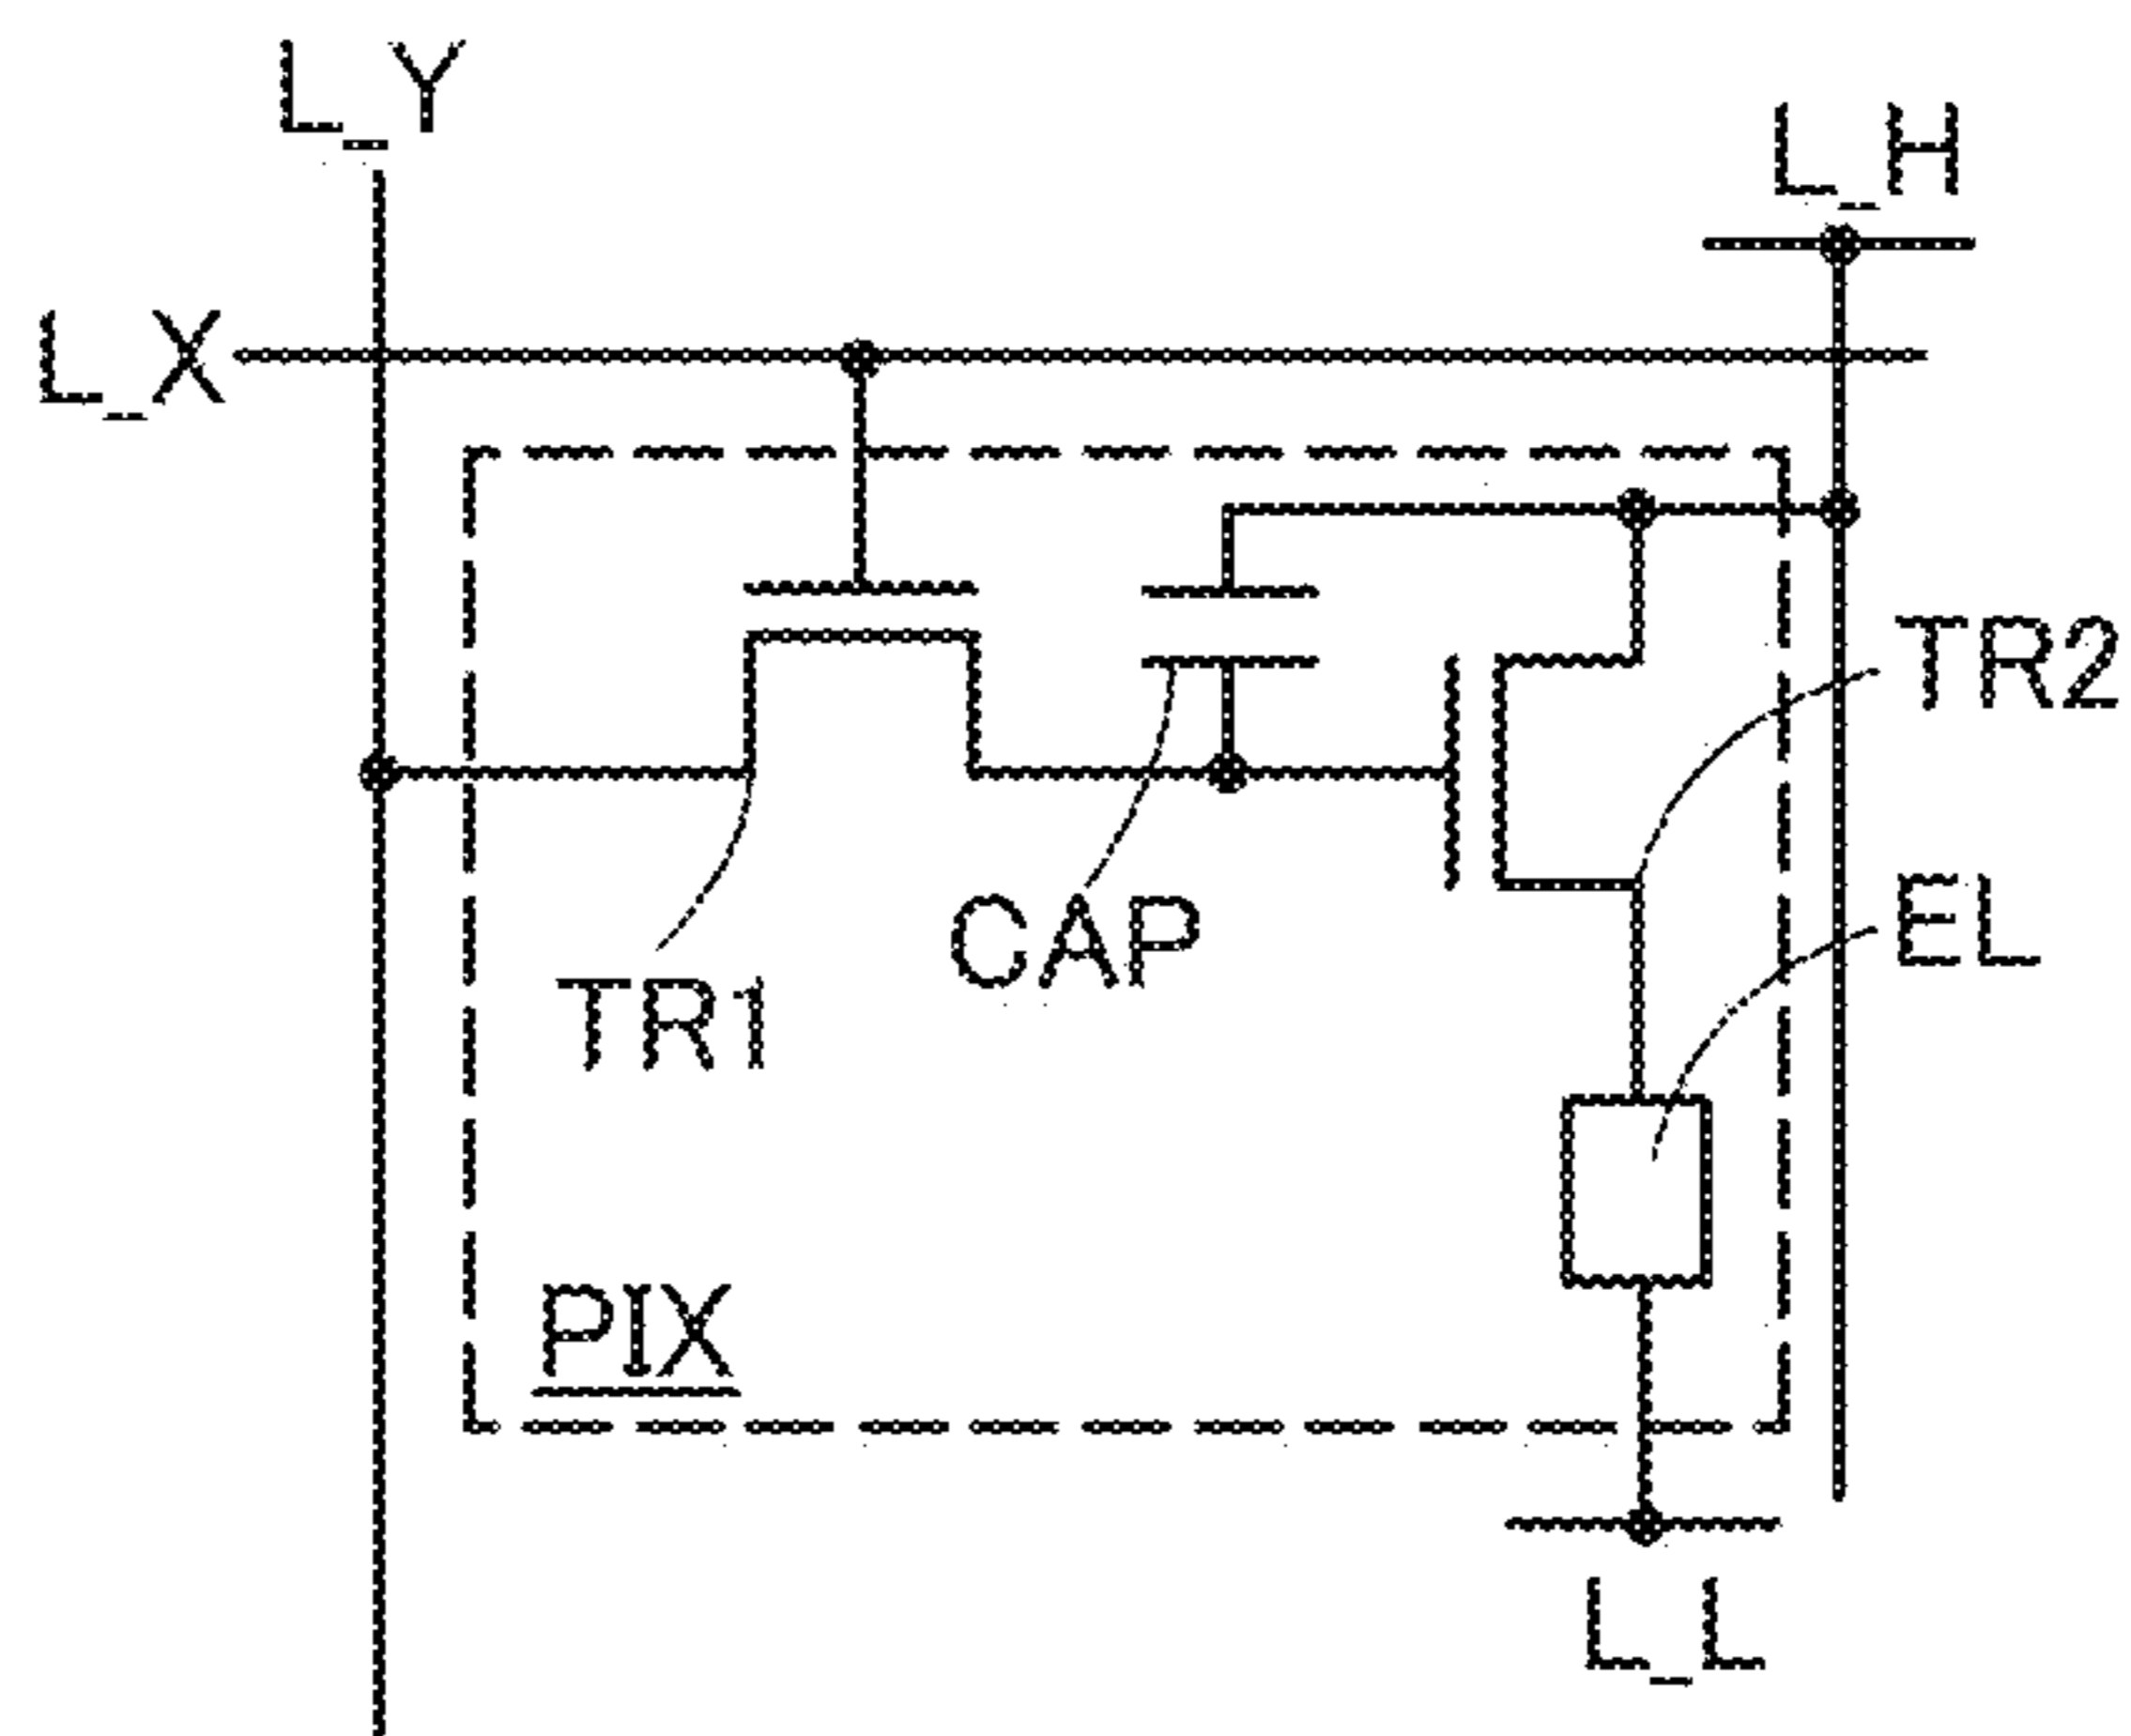 L_Y
L_H
L_X
TR2
EL
CAP
TR1
PIX
L_L